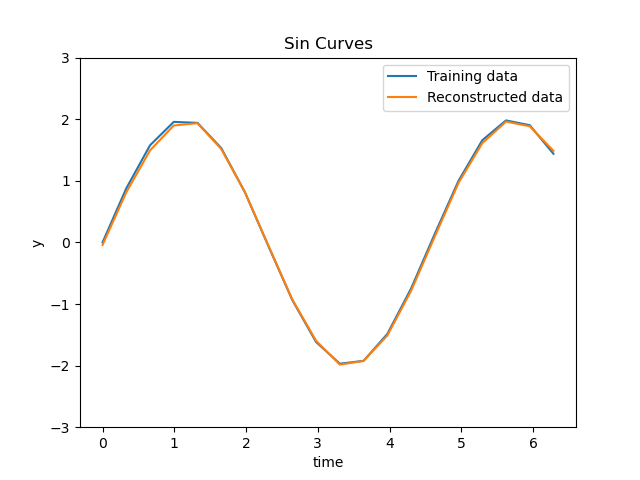 Sin Curves
Training data
Reconstructed data
3
2
1
0
−1
−2
−3
y
0 1 2 3 4 5 6
time